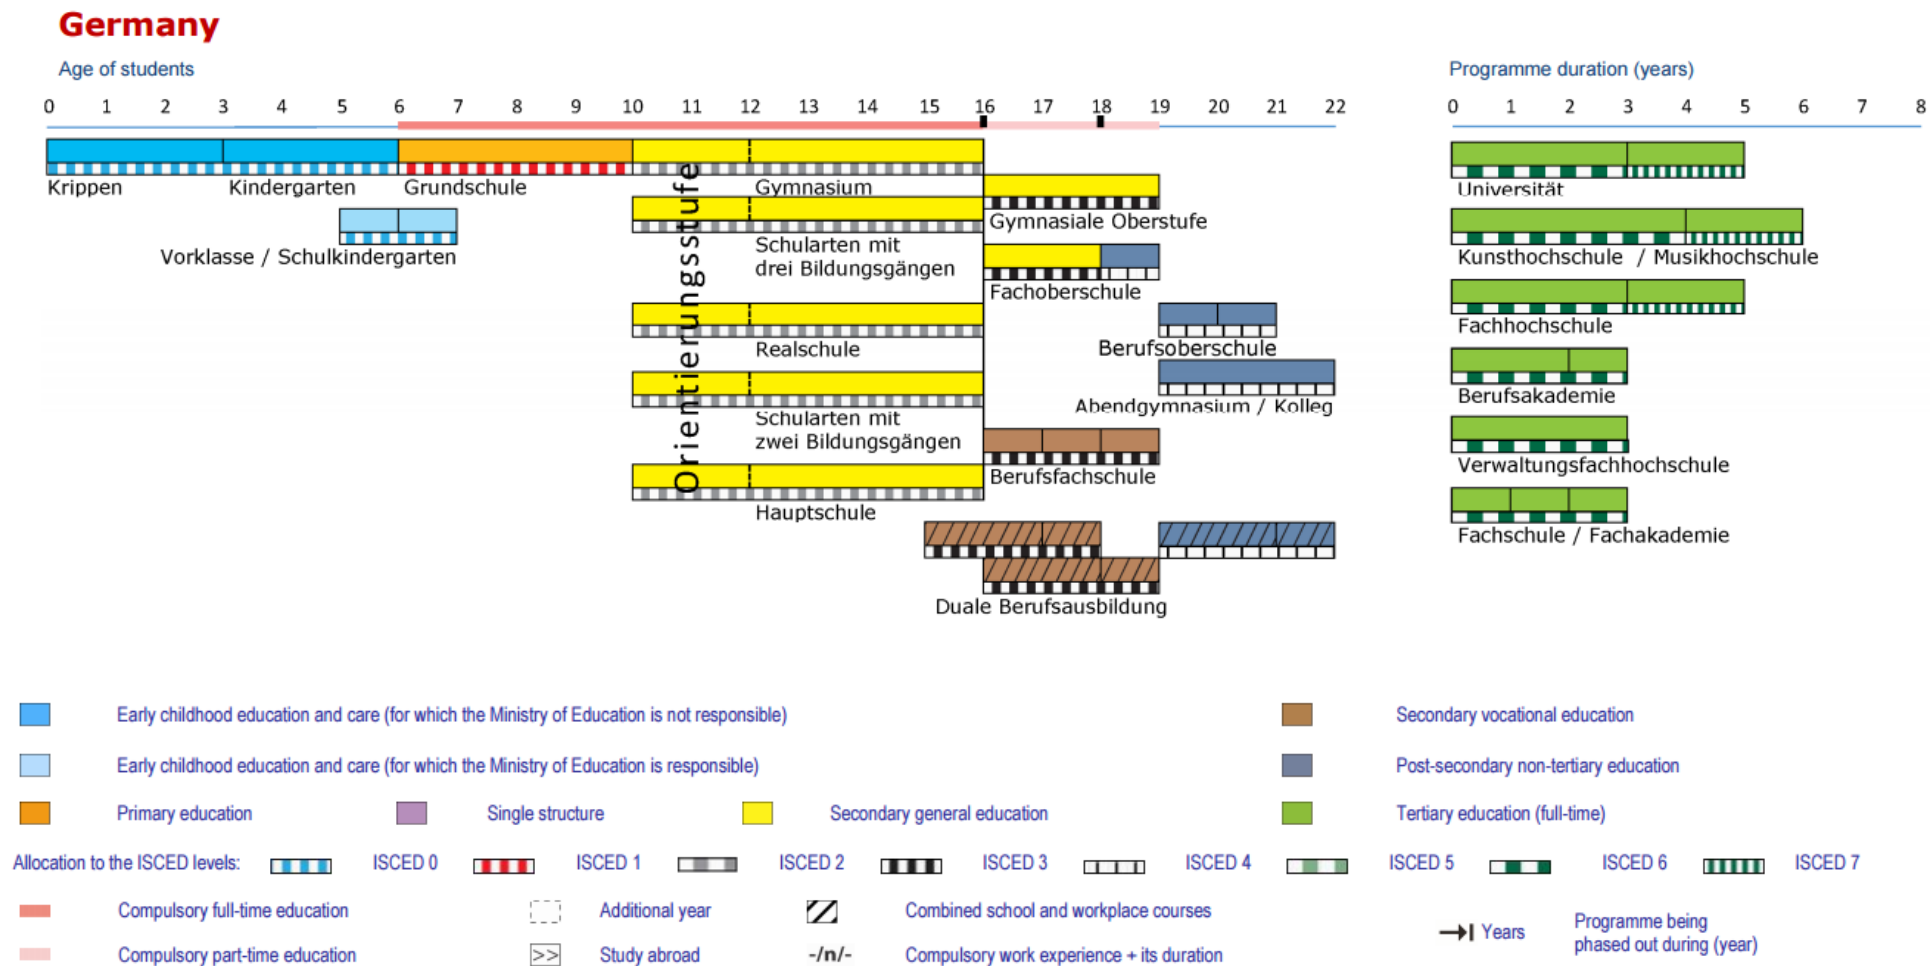 Germany
Age of students
Programme duration (years)
0 1 2 3 4 5 6 7 8 9 10 11 12 13 14 15 16 17 18 19 20 21 22
0 1 2 3 4 5 6 7 8
Krippen
Kindergarten
Grundschule
Gymnasium
Gymnasiale Oberstufe
Vorklasse / Schulkindergarten
Orientierungsstufe
Schularten mit
drei Bildungsgängen
Fachoberschule
Realschule
Berufsoberschule
Abendgymnasium / Kolleg
Schularten mit
zwei Bildungsgängen
Berufsfachschule
Hauptschule
Duale Berufsausbildung
Universität
Kunsthochschule / Musikhochschule
Fachhochschule
Berufsakademie
Verwaltungsfachhochschule
Fachschule / Fachakademie
Early childhood education and care (for which the Ministry of Education is not responsible)
Secondary vocational education
Early childhood education and care (for which the Ministry of Education is responsible)
Post-secondary non-tertiary education
Primary education
Single structure
Secondary general education
Tertiary education (full-time)
Allocation to the ISCED levels:
ISCED 0
ISCED 1
ISCED 2
ISCED 3
ISCED 4
ISCED 5
ISCED 6
ISCED 7
Compulsory full-time education
Additional year
Combined school and workplace courses
Years
Programme being
phased out during (year)
Compulsory part-time education
>> Study abroad
-/n/- Compulsory work experience + its duration